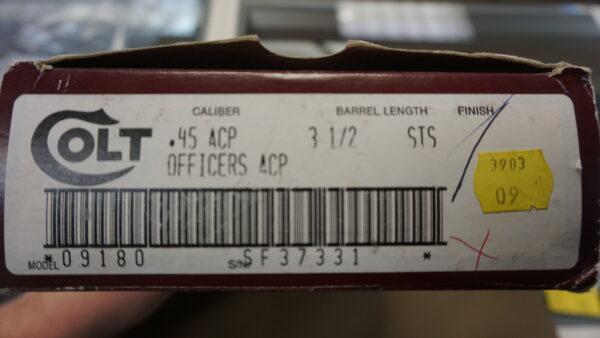 COLT
CALIBER BARREL LENGTH FINISH
.45 ACP 3 1/2 STS
OFFICERS ACP
3903
09
*09180 SF37331 *
MODEL S/N#